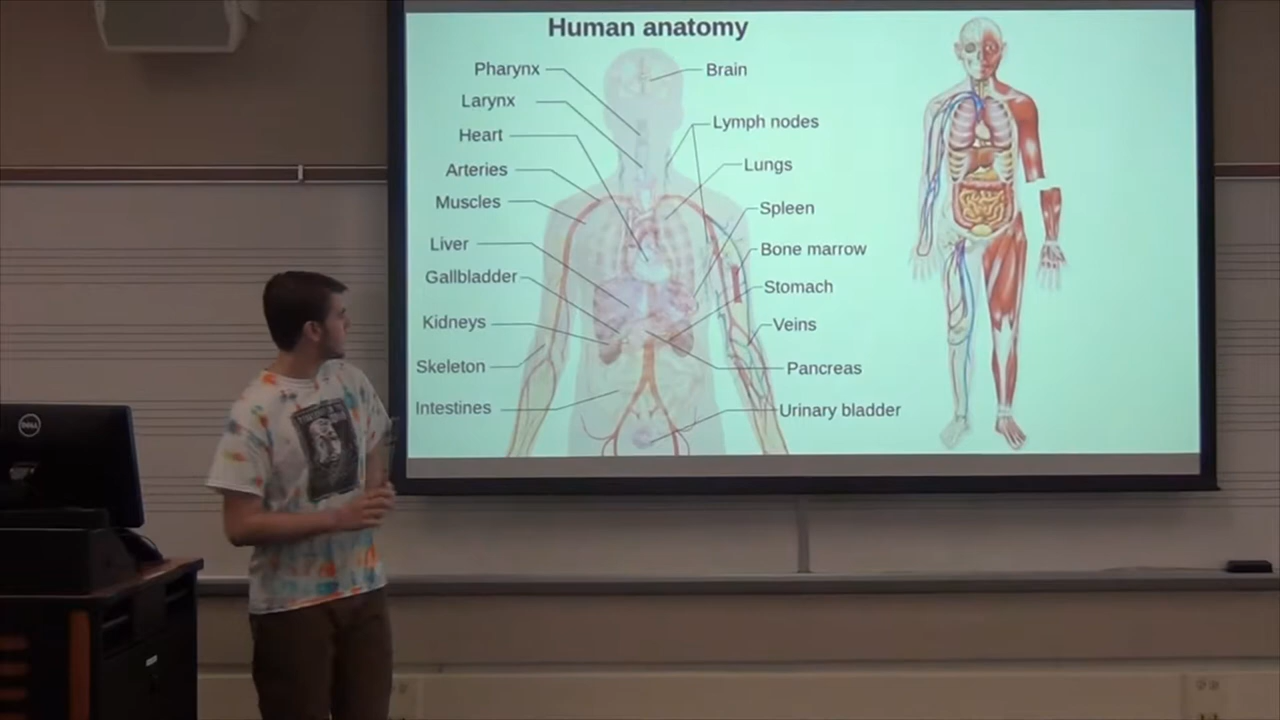 Human anatomy
Pharynx
Larynx
Heart
Arteries
Muscles
Liver
Gallbladder
Kidneys
Skeleton
Intestines
Brain
Lymph nodes
Lungs
Spleen
Bone marrow
Stomach
Veins
Pancreas
Urinary bladder
DELL